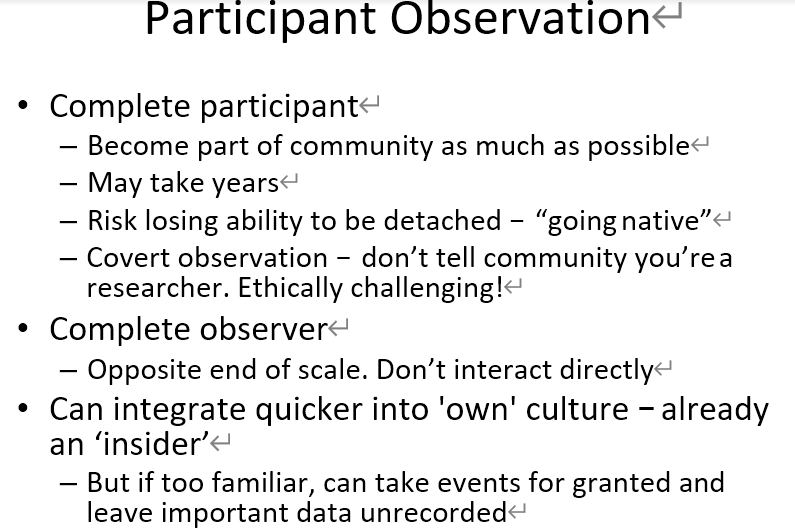 Participant Observation↵
• Complete participant↵
– Become part of community as much as possible↵
– May take years↵
– Risk losing ability to be detached – “going native”↵
– Covert observation – don’t tell community you’re a
researcher. Ethically challenging!↵
• Complete observer↵
– Opposite end of scale. Don’t interact directly↵
• Can integrate quicker into 'own' culture – already
an ‘insider’↵
– But if too familiar, can take events for granted and
leave important data unrecorded↵